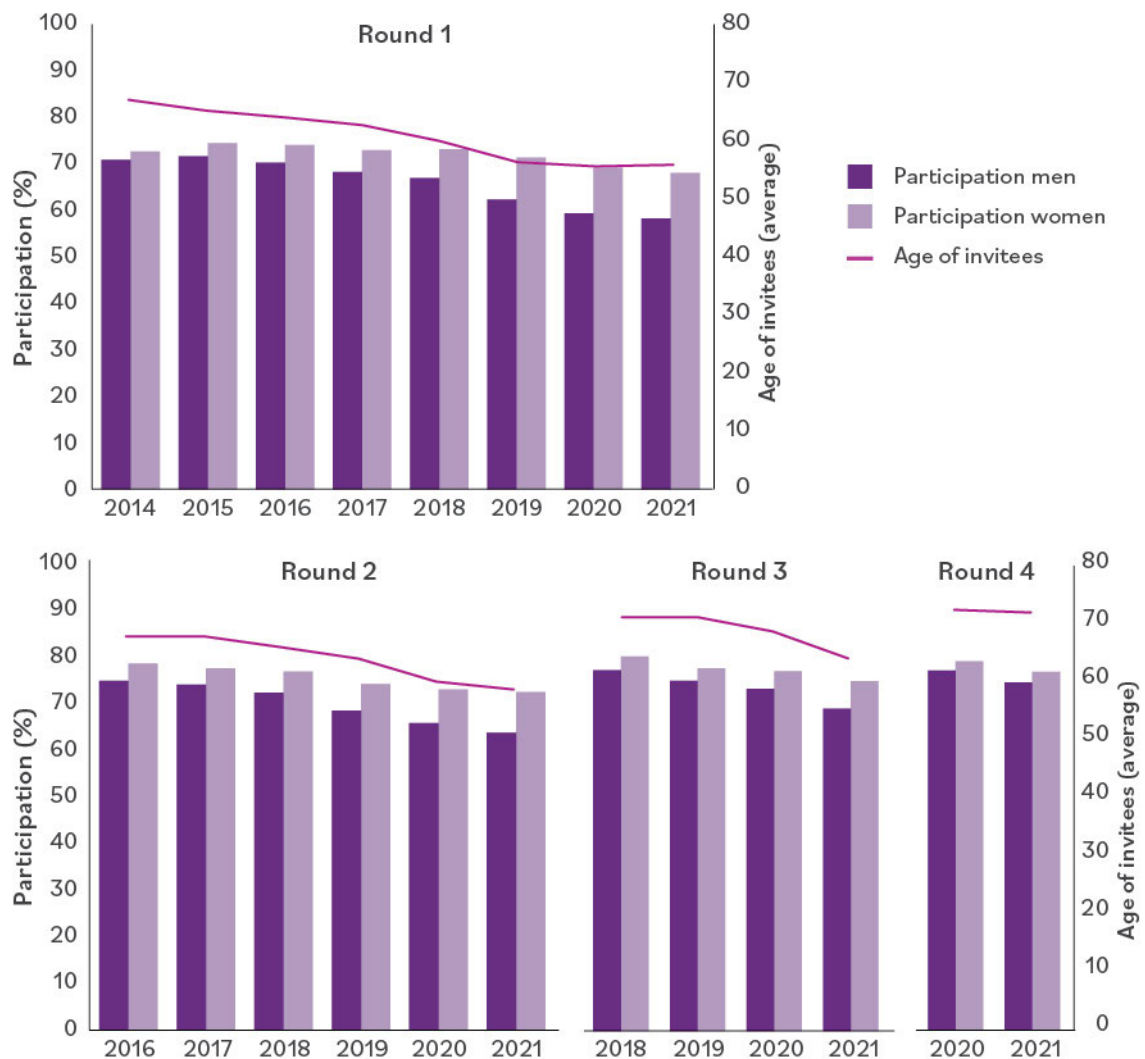 Round 1
Participation (%)
100
90
80
70
60
50
40
30
20
10
0
80
70
60
50
40
30
20
10
0
Age of invitees (average)
2014 2015 2016 2017 2018 2019 2020 2021
Participation men
Participation women
Age of invitees
Round 2
Round 3
Round 4
Participation (%)
100
90
80
70
60
50
40
30
20
10
0
80
70
60
50
40
30
20
10
0
Age of invitees (average)
2016 2017 2018 2019 2020 2021
2018 2019 2020 2021
2020 2021